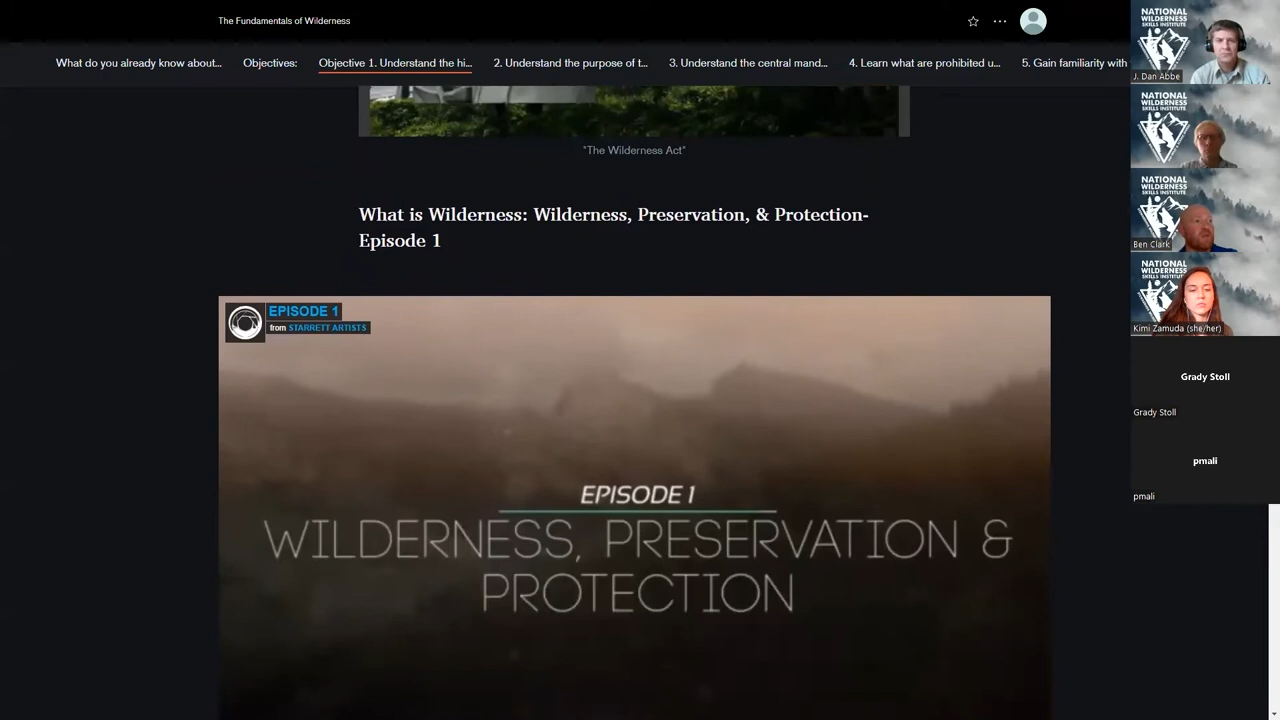 The Fundamentals of Wilderness
What do you already know about...
Objectives:
Objective 1. Understand the hi...
2. Understand the purpose of t...
3. Understand the central mand...
4. Learn what are prohibited u...
5. Gain familiarity with
"The Wilderness Act"
What is Wilderness: Wilderness, Preservation, & Protection-
Episode 1
EPISODE 1
from STARRETT ARTISTS
EPISODE 1
WILDERNESS, PRESERVATION &
PROTECTION
NATIONAL
WILDERNESS
SKILLS INSTITUTE
J. Dan Abbe
NATIONAL
WILDERNESS
SKILLS INSTITUTE
NATIONAL
WILDERNESS
SKILLS INSTITUTE
Ben Clark
NATIONAL
WILDERNESS
SKILLS INSTITUTE
Kimi Zamuda (she/her)
Grady Stoll
Grady Stoll
pmali
pmali